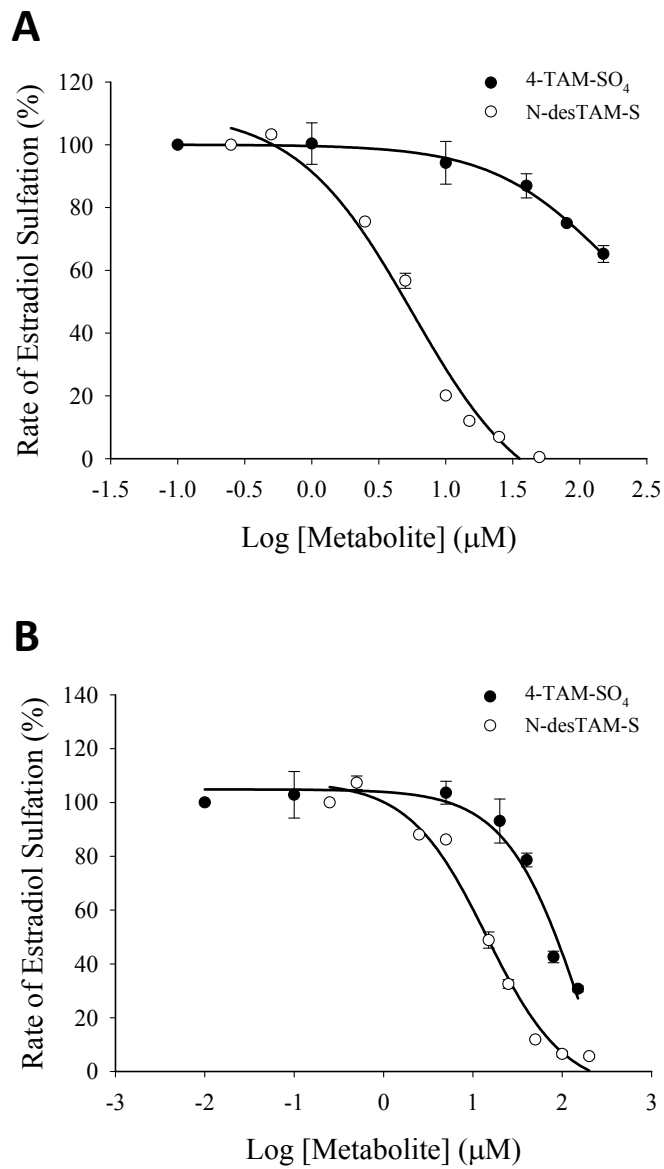 A
120
100
80
60
40
20
0
Rate of Estradiol Sulfation (%)
4-TAM-SO₄
N-desTAM-S
-1.5 -1.0 -0.5 0.0 0.5 1.0 1.5 2.0 2.5
Log [Metabolite] (μM)
B
140
120
100
80
60
40
20
0
Rate of Estradiol Sulfation (%)
4-TAM-SO₄
N-desTAM-S
-3 -2 -1 0 1 2 3
Log [Metabolite] (μM)